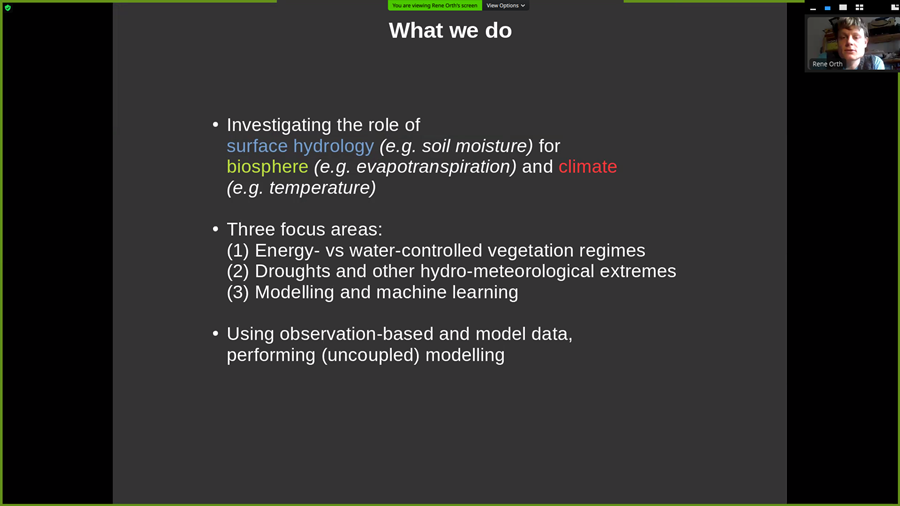 You are viewing Rene Orth's screen
View Options
What we do
Rene Orth
• Investigating the role of
surface hydrology (e.g. soil moisture) for
biosphere (e.g. evapotranspiration) and climate
(e.g. temperature)
• Three focus areas:
(1) Energy- vs water-controlled vegetation regimes
(2) Droughts and other hydro-meteorological extremes
(3) Modelling and machine learning
• Using observation-based and model data,
performing (uncoupled) modelling